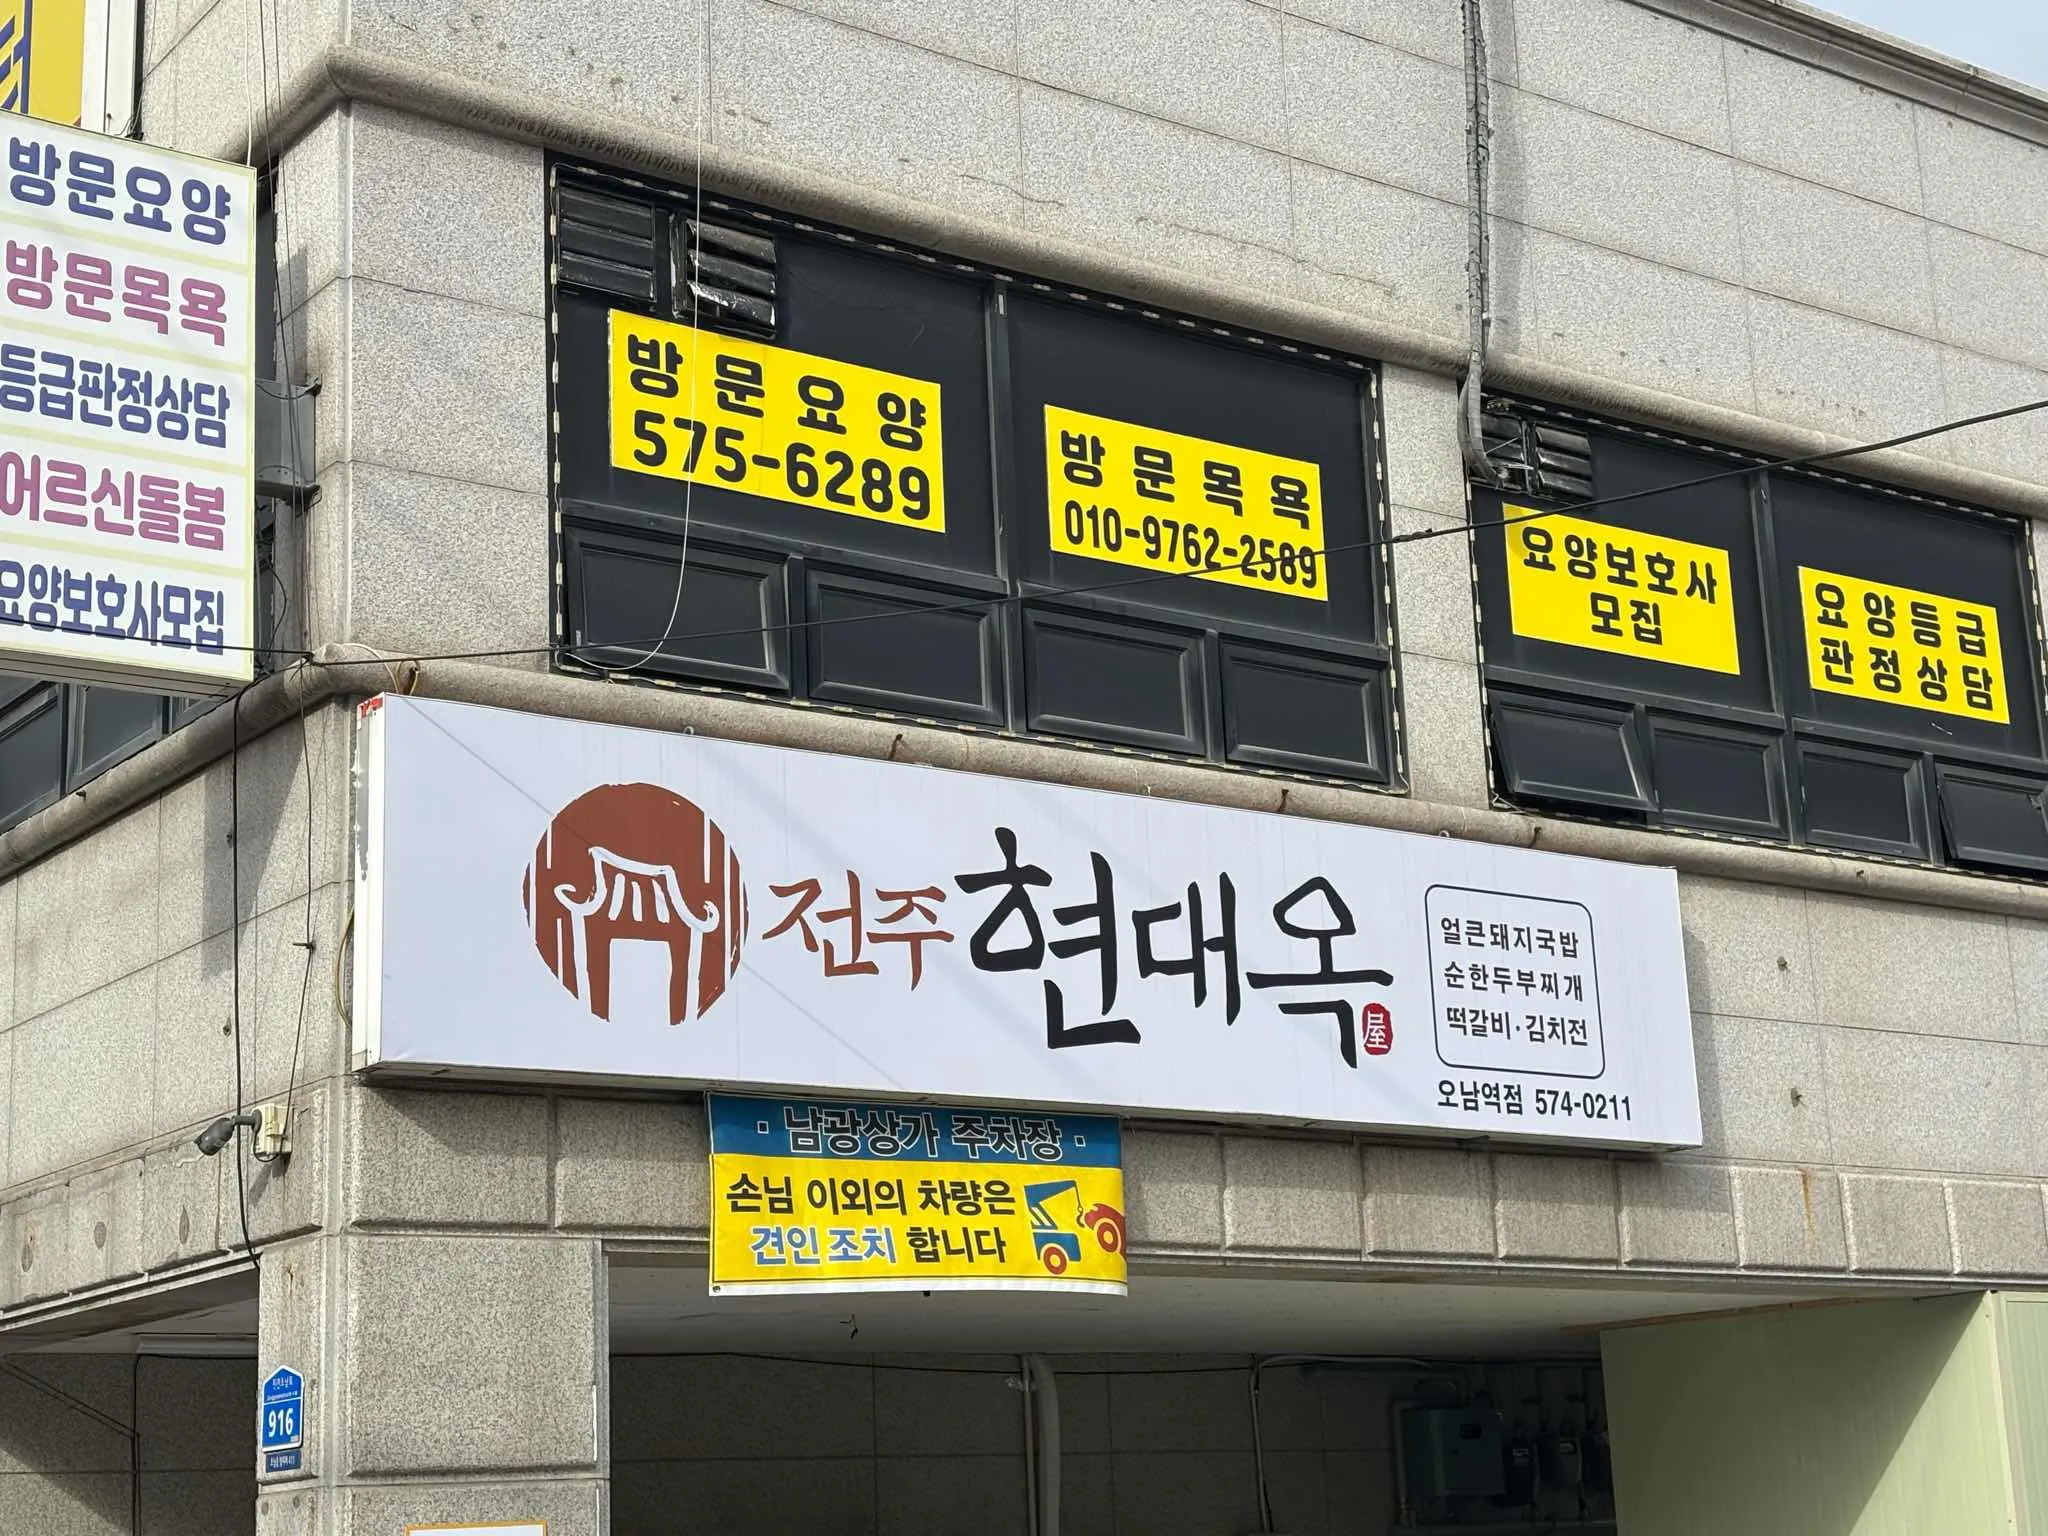 방문요양
방문목욕
등급판정상담
어르신돌봄
요양보호사모집
방문요양
575-6289
방문목욕
010-9762-2589
요양보호사
모집
요양등급
판정상담
전주 현대옥
屋
얼큰돼지국밥
순한두부찌개
떡갈비·김치전
오남역점 574-0211
· 남광상가 주차장 ·
손님 이외의 차량은
견인 조치 합니다
916